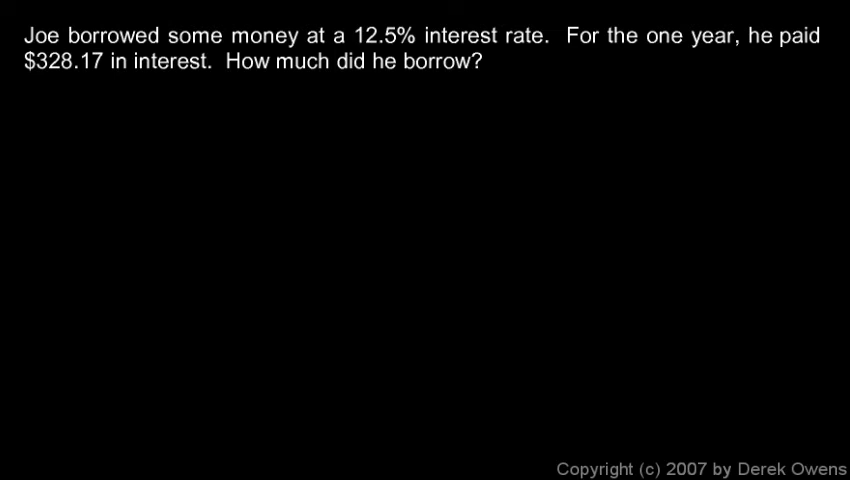 Joe borrowed some money at a 12.5% interest rate.  For the one year, he paid
$328.17 in interest.  How much did he borrow?
Copyright (c) 2007 by Derek Owens